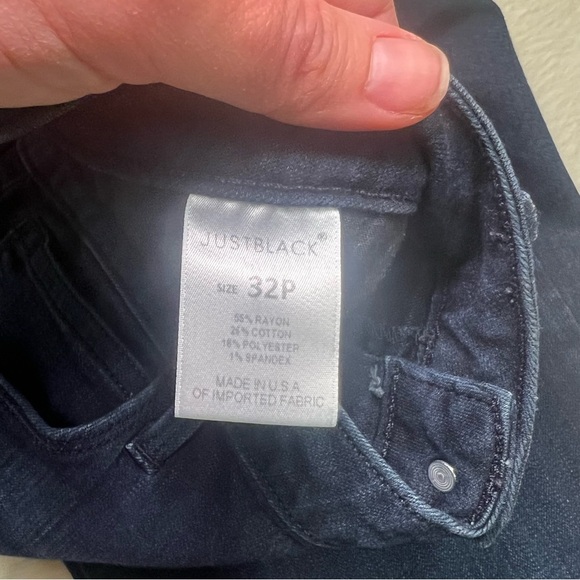 JUSTBLACK®
SIZE 32P
55% RAYON
26% COTTON
18% POLYESTER
1% SPANDEX
MADE IN U.S.A
OF IMPORTED FABRIC